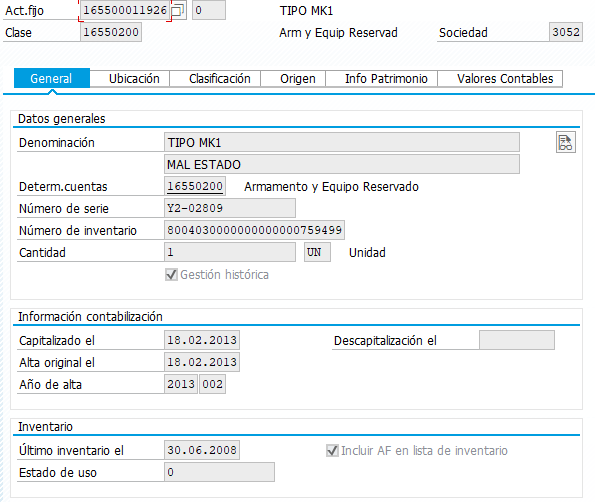 Act.fijo 165500011926 0 TIPO MK1
Clase 16550200 Arm y Equip Reservad Sociedad 3052
General Ubicación Clasificación Origen Info Patrimonio Valores Contables
Datos generales
Denominación TIPO MK1
MAL ESTADO
Determ.cuentas 16550200 Armamento y Equipo Reservado
Número de serie Y2-02809
Número de inventario 8004030000000000000759499
Cantidad 1 UN Unidad
Gestión histórica
Información contabilización
Capitalizado el 18.02.2013 Descapitalización el
Alta original el 18.02.2013
Año de alta 2013 002
Inventario
Último inventario el 30.06.2008 Incluir AF en lista de inventario
Estado de uso 0